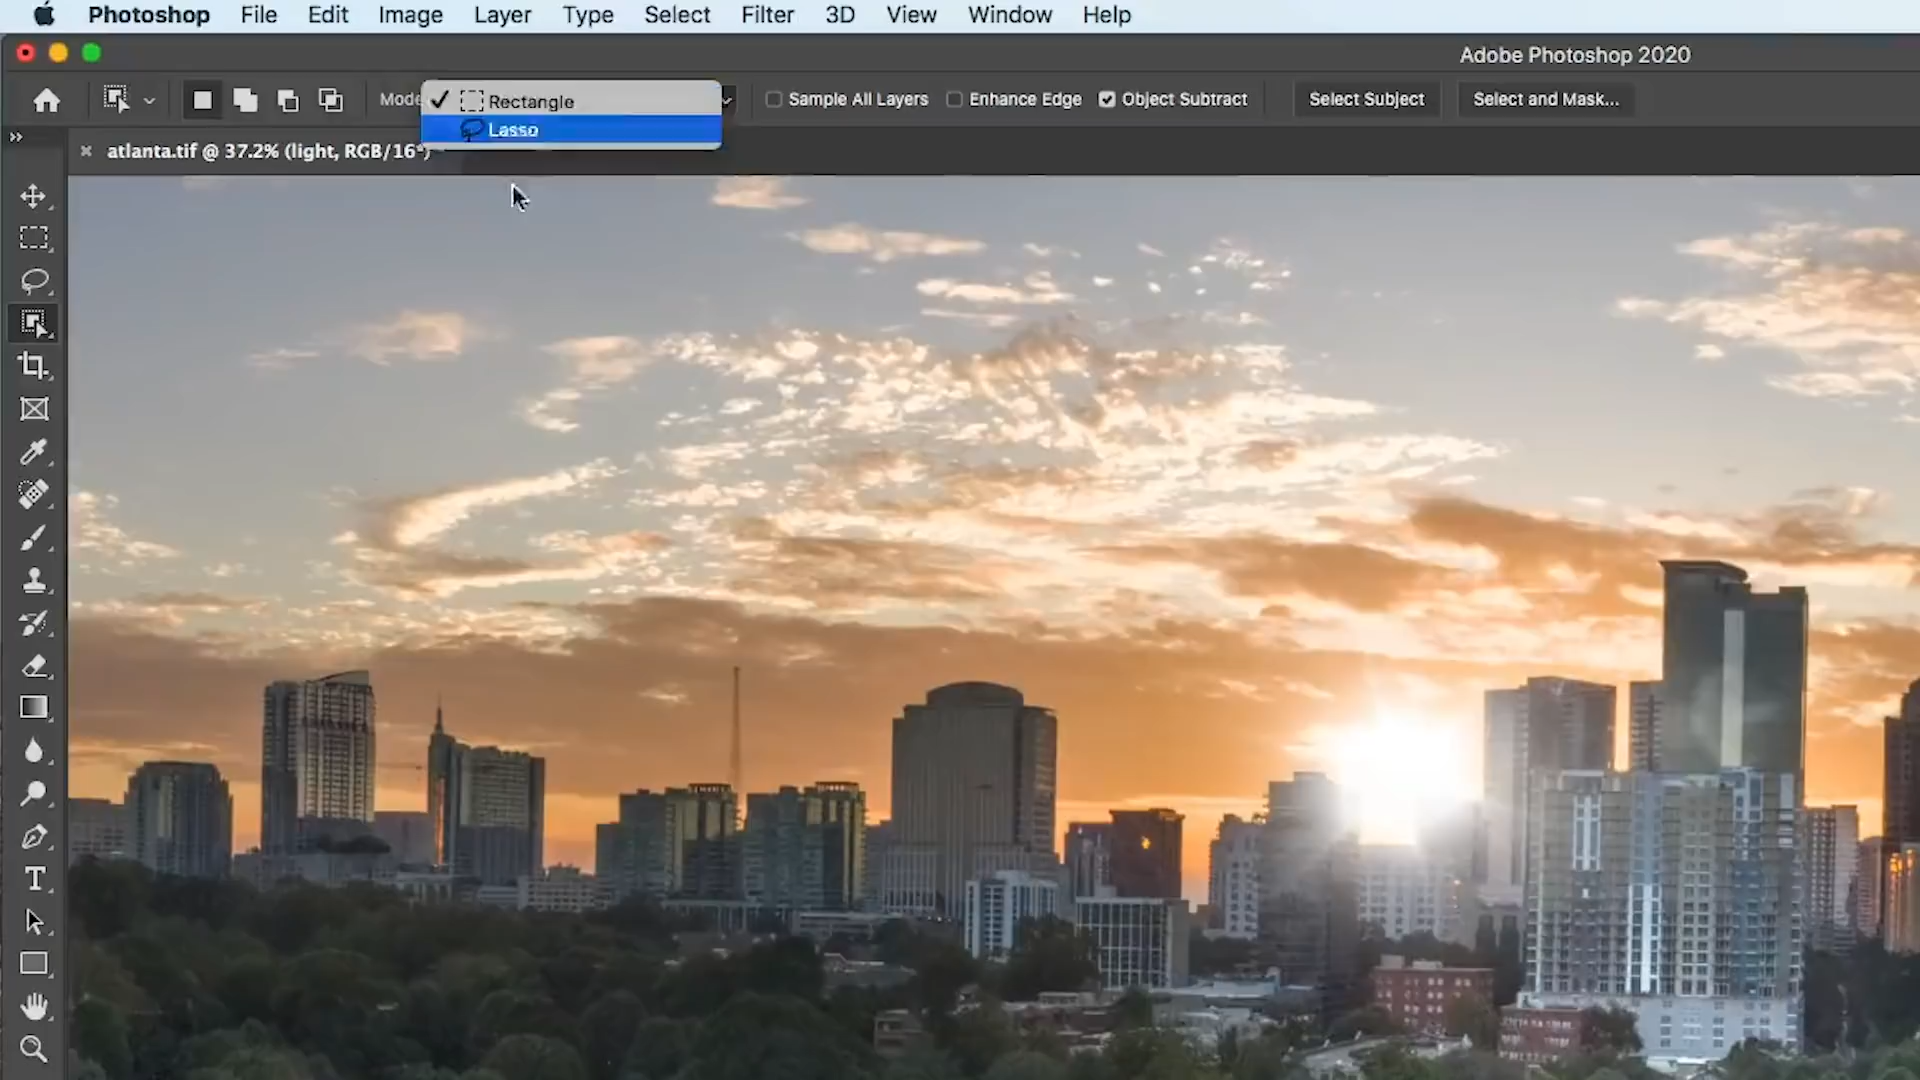 Photoshop File Edit Image Layer Type Select Filter 3D View Window Help
Adobe Photoshop 2020
Mode Rectangle Sample All Layers Enhance Edge Object Subtract Select Subject Select and Mask...
Lasso
atlanta.tif @ 37.2% (light, RGB/16*)